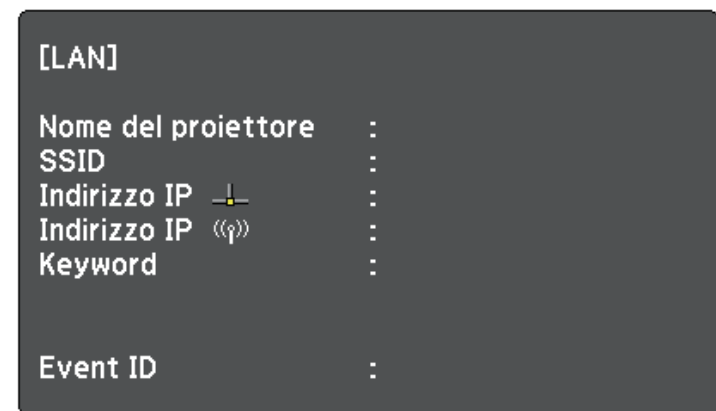 [LAN]
Nome del proiettore :
SSID :
Indirizzo IP :
Indirizzo IP :
Keyword :
Event ID :